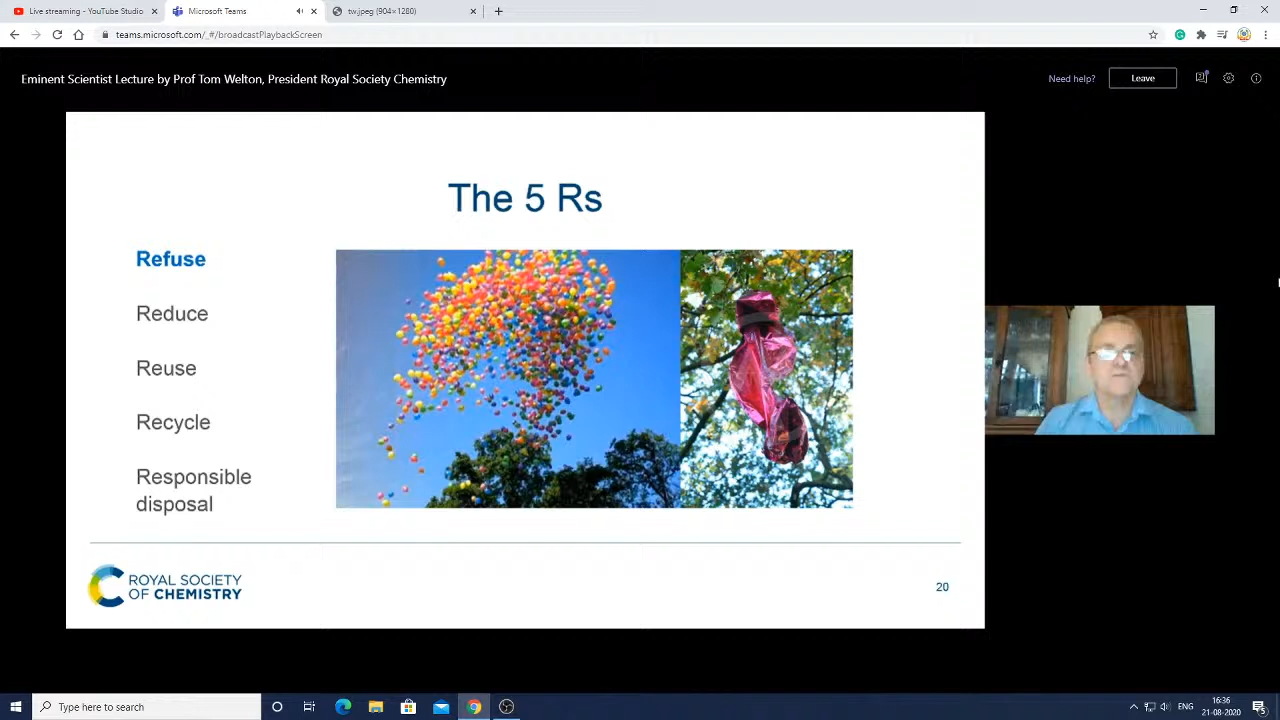 Live streaming - YouTube Studio
Microsoft Teams
tw.jpeg (904×1280)
teams.microsoft.com/_#/broadcastPlaybackScreen
Eminent Scientist Lecture by Prof Tom Welton, President Royal Society Chemistry
Need help?
Leave
The 5 Rs
Refuse
Reduce
Reuse
Recycle
Responsible
disposal
ROYAL SOCIETY
OF CHEMISTRY
20
Type here to search
ENG
16:36
21-08-2020